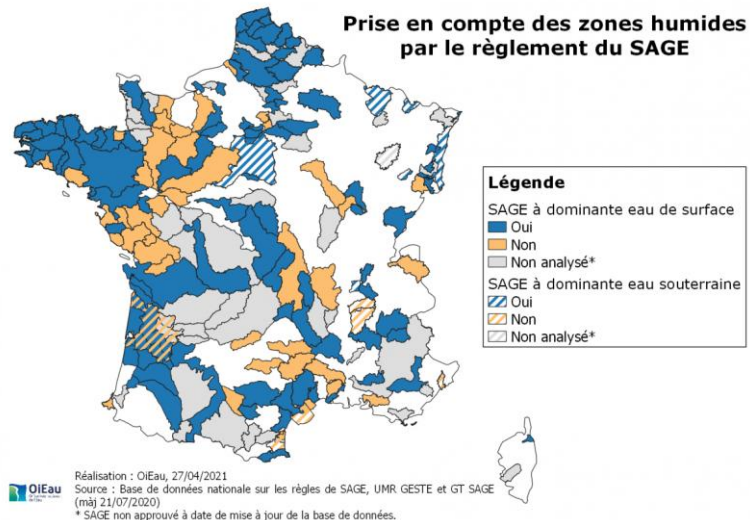 Prise en compte des zones humides
par le règlement du SAGE
Légende
SAGE à dominante eau de surface
Oui
Non
Non analysé*
SAGE à dominante eau souterraine
Oui
Non
Non analysé*
OiEau
Réalisation : OiEau, 27/04/2021
Source : Base de données nationale sur les règles de SAGE, UMR GESTE et GT SAGE
(màj 21/07/2020)
* SAGE non approuvé à date de mise à jour de la base de données.